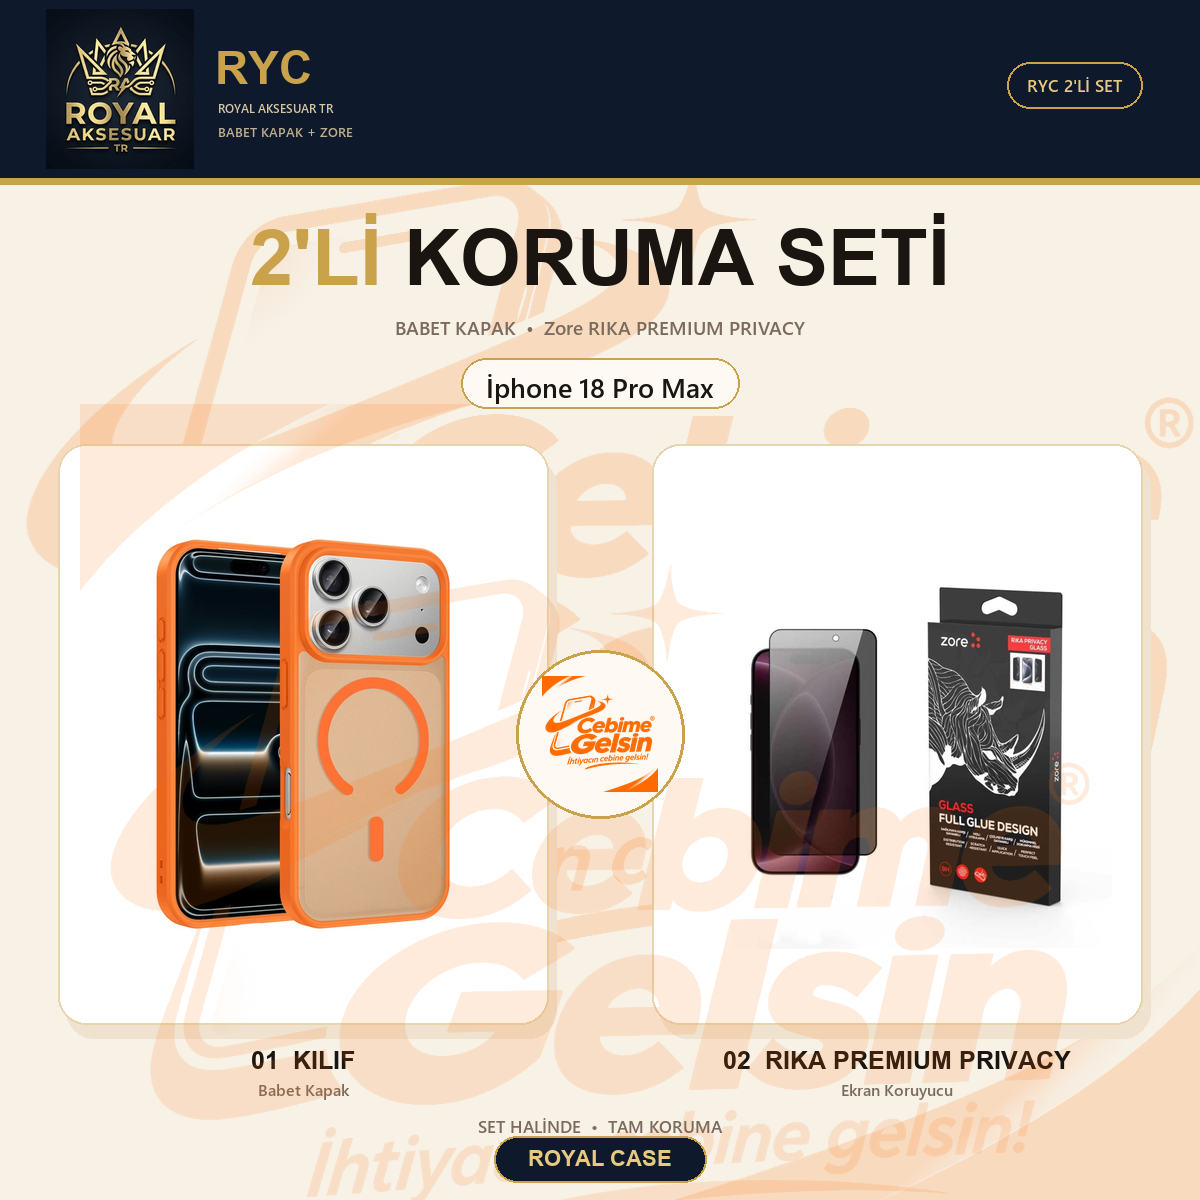 ROYAL
AKSESUAR
TR
RYC
ROYAL AKSESUAR TR
BABET KAPAK + ZORE
RYC 2'Lİ SET
2'Lİ KORUMA SETİ
BABET KAPAK • Zore RIKA PREMIUM PRIVACY
İphone 18 Pro Max
zore
RIKA PRIVACY
GLASS
zore
GLASS
FULL GLUE DESIGN
Cebime®
Gelsin
İhtiyacın cebine gelsin!
Cebime®
Gelsin
01 KILIF
Babet Kapak
02 RIKA PREMIUM PRIVACY
Ekran Koruyucu
SET HALİNDE • TAM KORUMA
ROYAL CASE